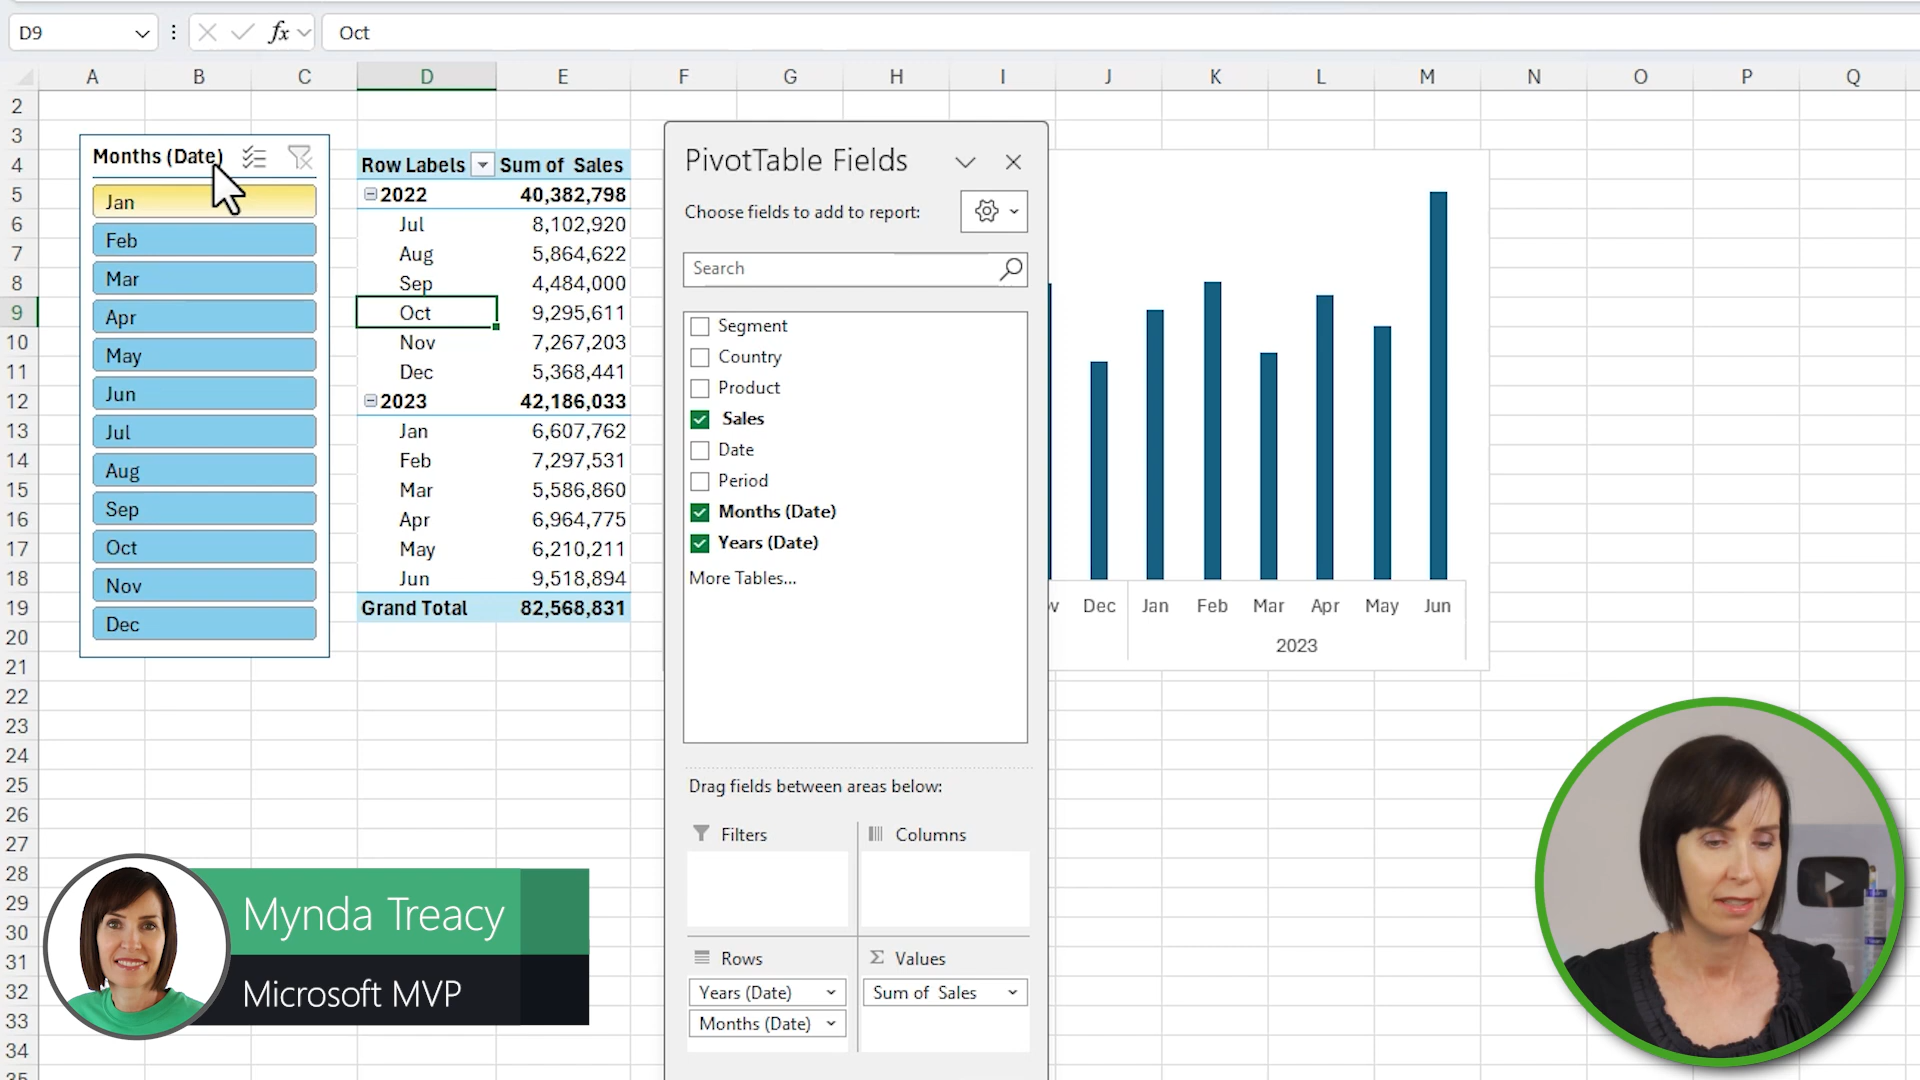 D9
fx
Oct
A B C D E F G H I J K L M N O P Q
2
3
4
5
6
7
8
9
10
11
12
13
14
15
16
17
18
19
20
21
22
23
24
25
26
27
28
29
30
31
32
33
34
35
Months (Date)
Jan
Feb
Mar
Apr
May
Jun
Jul
Aug
Sep
Oct
Nov
Dec
Row Labels Sum of Sales
2022 40,382,798
Jul 8,102,920
Aug 5,864,622
Sep 4,484,000
Oct 9,295,611
Nov 7,267,203
Dec 5,368,441
2023 42,186,033
Jan 6,607,762
Feb 7,297,531
Mar 5,586,860
Apr 6,964,775
May 6,210,211
Jun 9,518,894
Grand Total 82,568,831
PivotTable Fields
Choose fields to add to report:
Search
Segment
Country
Product
Sales
Date
Period
Months (Date)
Years (Date)
More Tables...
Drag fields between areas below:
Filters
Columns
Rows
Years (Date)
Months (Date)
Σ Values
Sum of Sales
v Dec Jan Feb Mar Apr May Jun
2023
Mynda Treacy
Microsoft MVP